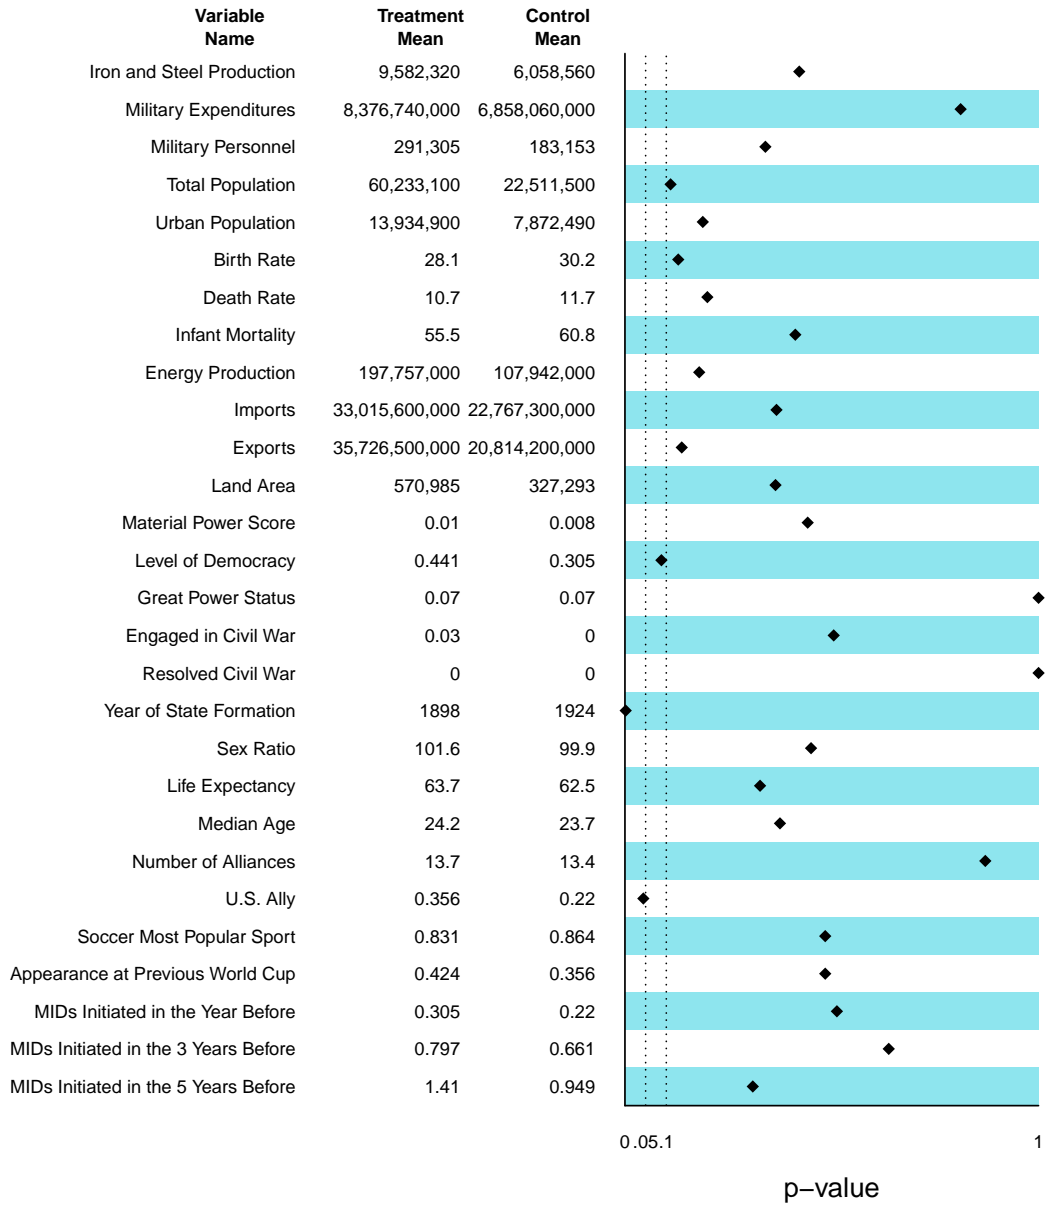 Variable Treatment Control
Name Mean Mean
Iron and Steel Production 9,582,320 6,058,560
Military Expenditures 8,376,740,000 6,858,060,000
Military Personnel 291,305 183,153
Total Population 60,233,100 22,511,500
Urban Population 13,934,900 7,872,490
Birth Rate 28.1 30.2
Death Rate 10.7 11.7
Infant Mortality 55.5 60.8
Energy Production 197,757,000 107,942,000
Imports 33,015,600,000 22,767,300,000
Exports 35,726,500,000 20,814,200,000
Land Area 570,985 327,293
Material Power Score 0.01 0.008
Level of Democracy 0.441 0.305
Great Power Status 0.07 0.07
Engaged in Civil War 0.03 0
Resolved Civil War 0 0
Year of State Formation 1898 1924
Sex Ratio 101.6 99.9
Life Expectancy 63.7 62.5
Median Age 24.2 23.7
Number of Alliances 13.7 13.4
U.S. Ally 0.356 0.22
Soccer Most Popular Sport 0.831 0.864
Appearance at Previous World Cup 0.424 0.356
MIDs Initiated in the Year Before 0.305 0.22
MIDs Initiated in the 3 Years Before 0.797 0.661
MIDs Initiated in the 5 Years Before 1.41 0.949
0 .05 .1 1
p−value